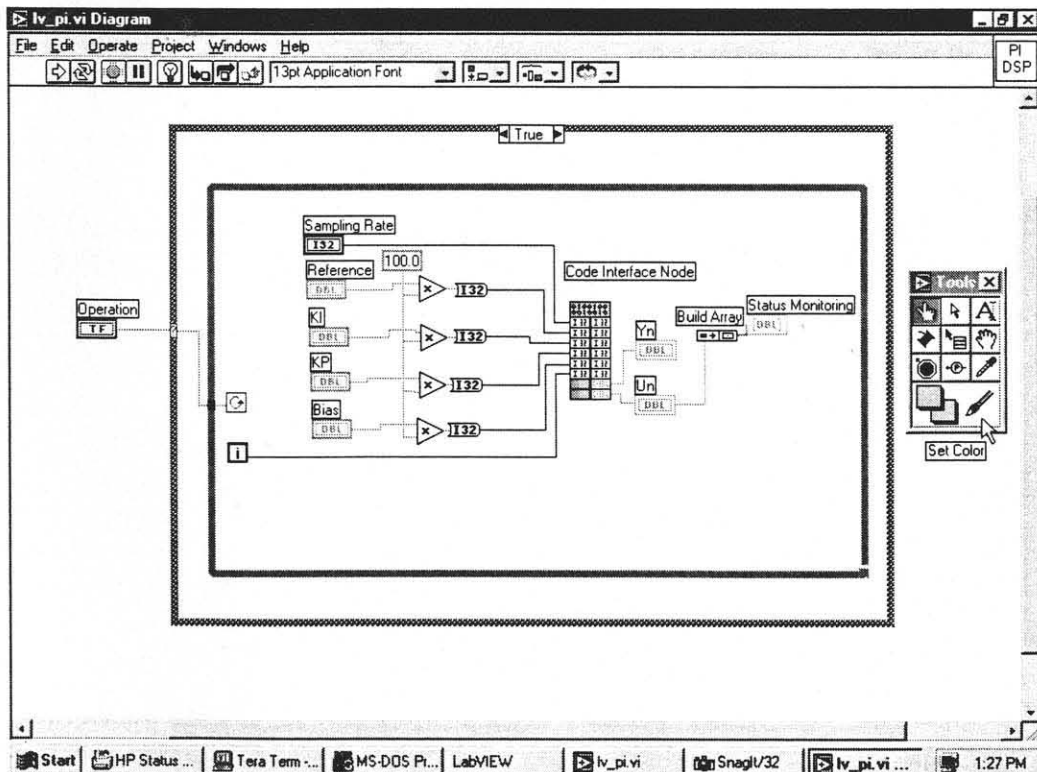 lv_pi.vi Diagram
File Edit Operate Project Windows Help
PI
DSP
13pt Application Font
True
Sampling Rate
I32
Reference
100.0
DBL
I32
Code Interface Node
Operation
TF
KI
DBL
I32
KP
DBL
I32
Bias
DBL
I32
i
Yn
DBL
Un
DBL
Build Array
Status Monitoring
DBL
Tools
A
P
Set Color
Start
HP Status ...
Tera Term -...
MS-DOS Pr...
LabVIEW
lv_pi.vi
SnagIt/32
lv_pi.vi ...
1:27 PM